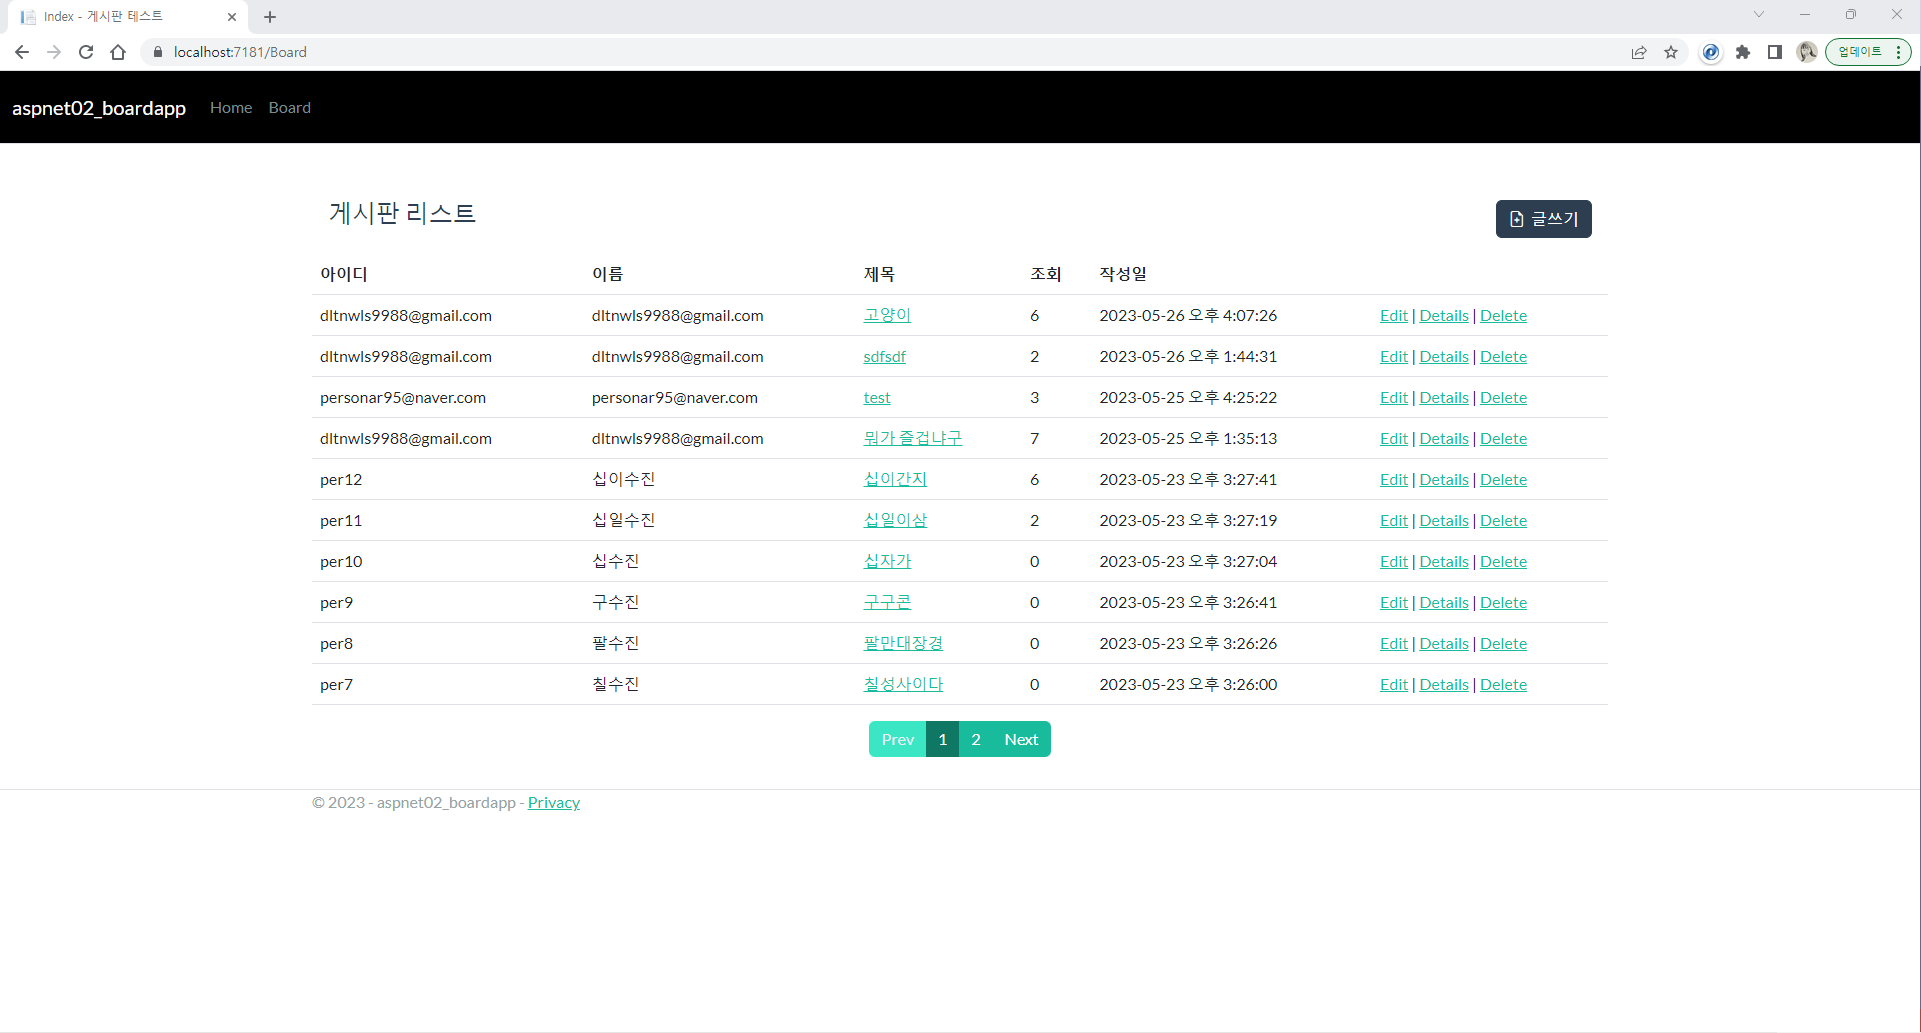 Index - 게시판 테스트
localhost:7181/Board
업데이트
aspnet02_boardapp Home Board
게시판 리스트
글쓰기
아이디 이름 제목 조회 작성일
dltnwls9988@gmail.com dltnwls9988@gmail.com 고양이 6 2023-05-26 오후 4:07:26 Edit | Details | Delete
dltnwls9988@gmail.com dltnwls9988@gmail.com sdfsdf 2 2023-05-26 오후 1:44:31 Edit | Details | Delete
personar95@naver.com personar95@naver.com test 3 2023-05-25 오후 4:25:22 Edit | Details | Delete
dltnwls9988@gmail.com dltnwls9988@gmail.com 뭐가 즐겁냐구 7 2023-05-25 오후 1:35:13 Edit | Details | Delete
per12 십이수진 십이간지 6 2023-05-23 오후 3:27:41 Edit | Details | Delete
per11 십일수진 십일이삼 2 2023-05-23 오후 3:27:19 Edit | Details | Delete
per10 십수진 십자가 0 2023-05-23 오후 3:27:04 Edit | Details | Delete
per9 구수진 구구콘 0 2023-05-23 오후 3:26:41 Edit | Details | Delete
per8 팔수진 팔만대장경 0 2023-05-23 오후 3:26:26 Edit | Details | Delete
per7 칠수진 칠성사이다 0 2023-05-23 오후 3:26:00 Edit | Details | Delete
Prev 1 2 Next
© 2023 - aspnet02_boardapp - Privacy